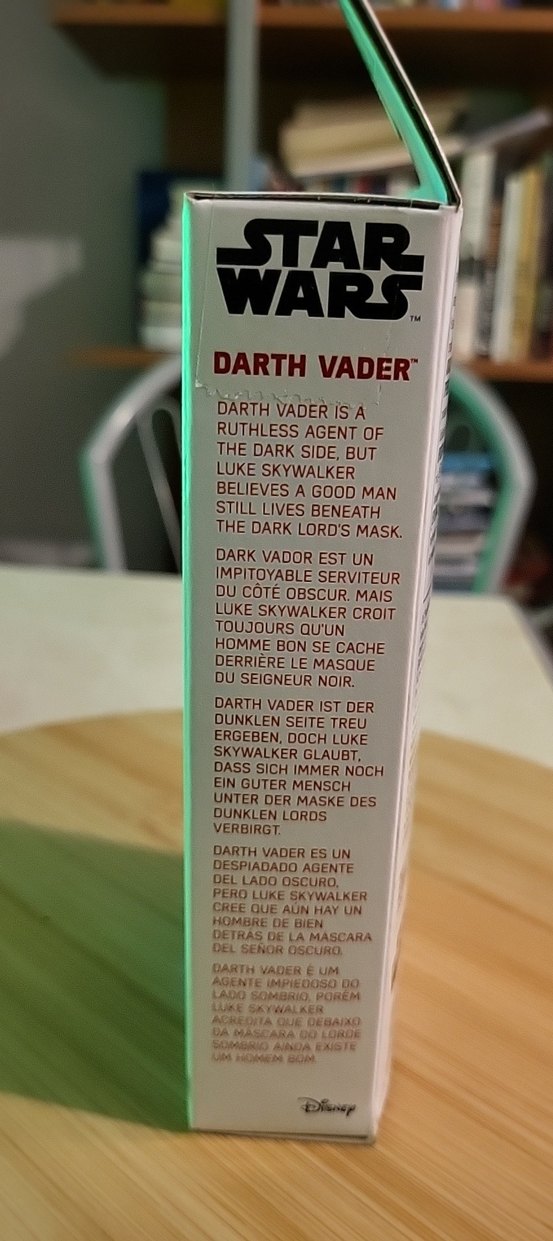 STAR
WARS
™
DARTH VADER™
DARTH VADER IS A
RUTHLESS AGENT OF
THE DARK SIDE, BUT
LUKE SKYWALKER
BELIEVES A GOOD MAN
STILL LIVES BENEATH
THE DARK LORD'S MASK.
DARK VADOR EST UN
IMPITOYABLE SERVITEUR
DU CÔTÉ OBSCUR. MAIS
LUKE SKYWALKER CROIT
TOUJOURS QU'UN
HOMME BON SE CACHE
DERRIÈRE LE MASQUE
DU SEIGNEUR NOIR.
DARTH VADER IST DER
DUNKLEN SEITE TREU
ERGEBEN, DOCH LUKE
SKYWALKER GLAUBT,
DASS SICH IMMER NOCH
EIN GUTER MENSCH
UNTER DER MASKE DES
DUNKLEN LORDS
VERBIRGT.
DARTH VADER ES UN
DESPIADADO AGENTE
DEL LADO OSCURO,
PERO LUKE SKYWALKER
CREE QUE AÚN HAY UN
HOMBRE DE BIEN
DETRAS DE LA MASCARA
DEL SEÑOR OSCURO.
DARTH VADER É UM
AGENTE IMPIEDOSO DO
LADO SOMBRIO, PORÉM
LUKE SKYWALKER
ACREDITA QUE DEBAIXO
DA MÁSCARA DO LORDE
SOMBRIO AINDA EXISTE
UM HOMEM BOM.
Disney